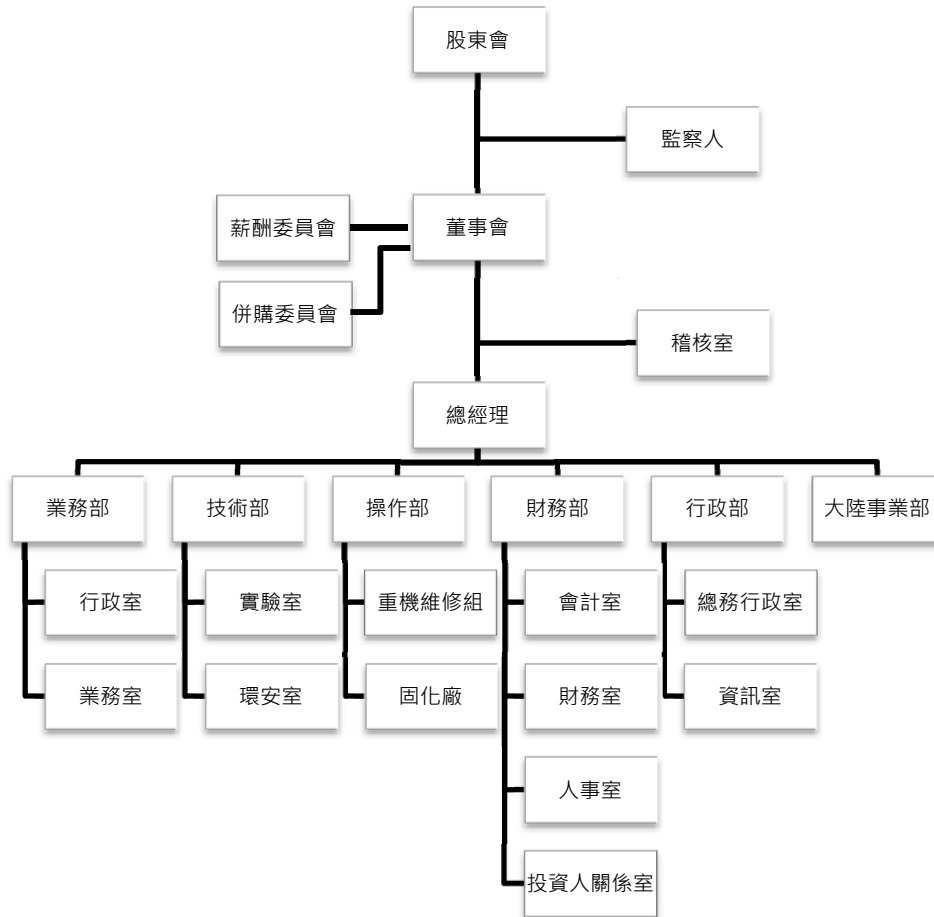 股東會
監察人
薪酬委員會
董事會
併購委員會
稽核室
總經理
業務部
技術部
操作部
財務部
行政部
大陸事業部
行政室
實驗室
重機維修組
會計室
總務行政室
業務室
環安室
固化廠
財務室
資訊室
人事室
投資人關係室